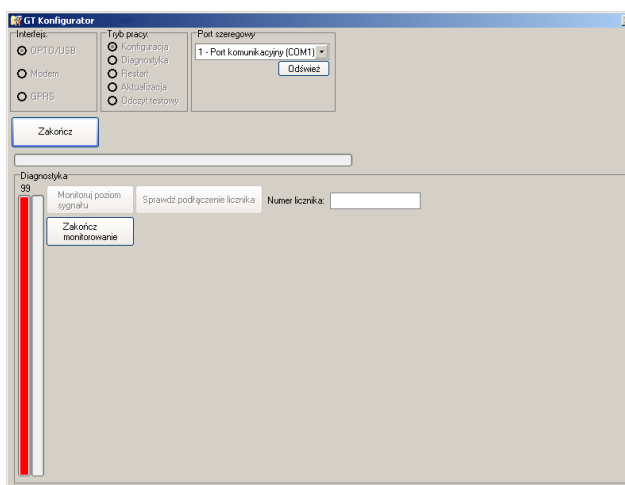 GT Konfigurator
Interfejs:
OPTO/USB
Modem
GPRS
Tryb pracy:
Konfiguracja
Diagnostyka
Restart
Aktualizacja
Odczyt testowy
Port szeregowy
1 - Port komunikacyjny (COM1)
Odśwież
Zakończ
Diagnostyka
99
Monitoruj poziom
sygnału
Sprawdź podłączenie licznika
Numer licznika:
Zakończ
monitorowanie